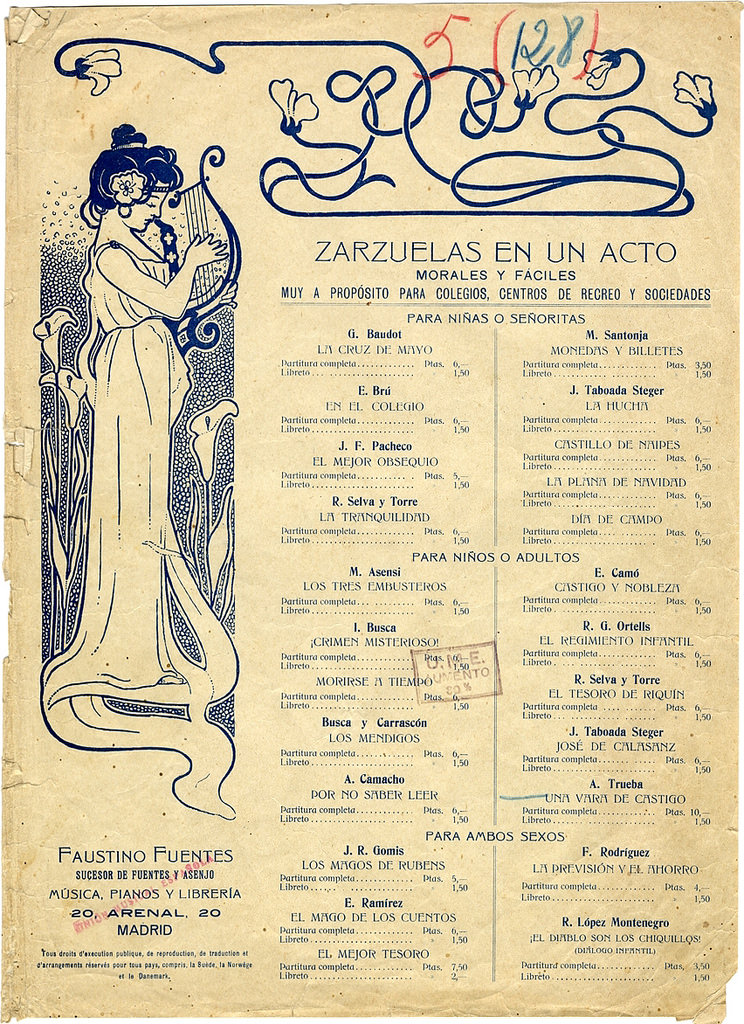 5 (128)
ZARZUELAS EN UN ACTO
MORALES Y FÁCILES
MUY A PROPÓSITO PARA COLEGIOS, CENTROS DE RECREO Y SOCIEDADES
PARA NIÑAS O SEÑORITAS
G. Baudot
LA CRUZ DE MAYO
Partitura completa............ Ptas. 6,—
Libreto........................ 1,50
E. Brú
EN EL COLEGIO
Partitura completa............ Ptas. 6,—
Libreto........................ 1,50
J. F. Pacheco
EL MEJOR OBSEQUIO
Partitura completa............ Ptas. 5,—
Libreto........................ 1,50
R. Selva y Torre
LA TRANQUILIDAD
Partitura completa............ Ptas. 6,—
Libreto........................ 1,50
M. Santonja
MONEDAS Y BILLETES
Partitura completa............ Ptas. 3,50
Libreto........................ 1,50
J. Taboada Steger
LA HUCHA
Partitura completa............ Ptas. 6,—
Libreto........................ 1,50
CASTILLO DE NAIPES
Partitura completa............ Ptas. 6,—
Libreto........................ 1,50
LA PLANA DE NAVIDAD
Partitura completa............ Ptas. 6,—
Libreto........................ 1,50
DÍA DE CAMPO
Partitura completa............ Ptas. 6,—
Libreto........................ 1,50
PARA NIÑOS O ADULTOS
M. Asensi
LOS TRES EMBUSTEROS
Partitura completa............ Ptas. 6,—
Libreto........................ 1,50
I. Busca
¡CRIMEN MISTERIOSO!
Partitura completa............ Ptas. 6,—
Libreto........................ 1,50
MORIRSE A TIEMPO
Partitura completa............ Ptas. 6,—
Libreto........................ 1,50
Busca y Carrascón
LOS MENDIGOS
Partitura completa............ Ptas. 6,—
Libreto........................ 1,50
A. Camacho
POR NO SABER LEER
Partitura completa............ Ptas. 6,—
Libreto........................ 1,50
E. Camó
CASTIGO Y NOBLEZA
Partitura completa............ Ptas. 6,—
Libreto........................ 1,50
R. G. Ortells
EL REGIMIENTO INFANTIL
Partitura completa............ Ptas. 6,—
Libreto........................ 1,50
R. Selva y Torre
EL TESORO DE RIQUÍN
Partitura completa............ Ptas. 6,—
Libreto........................ 1,50
J. Taboada Steger
JOSÉ DE CALASANZ
Partitura completa............ Ptas. 6,—
Libreto........................ 1,50
A. Trueba
UNA VARA DE CASTIGO
Partitura completa............ Ptas. 10,—
Libreto........................ 1,50
PARA AMBOS SEXOS
J. R. Gomis
LOS MAGOS DE RUBENS
Partitura completa............ Ptas. 5,—
Libreto........................ 1,50
E. Ramírez
EL MAGO DE LOS CUENTOS
Partitura completa............ Ptas. 6,—
Libreto........................ 1,50
EL MEJOR TESORO
Partitura completa............ Ptas. 7,50
Libreto........................ 2,—
F. Rodríguez
LA PREVISIÓN Y EL AHORRO
Partitura completa............ Ptas. 4,—
Libreto........................ 1,50
R. López Montenegro
¡EL DIABLO SON LOS CHIQUILLOS!
(DIÁLOGO INFANTIL)
Partitura completa............ Ptas. 3,50
Libreto........................ 1,50
U.M.E.
AUMENTO
%
FAUSTINO FUENTES
SUCESOR DE FUENTES Y ASENJO
MÚSICA, PIANOS Y LIBRERÍA
20, ARENAL, 20
MADRID
UNIÓN MUSICAL ESPAÑOLA
Tous droits d'execution publique, de reproduction, de traduction et
d'arrangements réservés pour tous pays, compris, la Suède, la Norwège
et le Danemark.